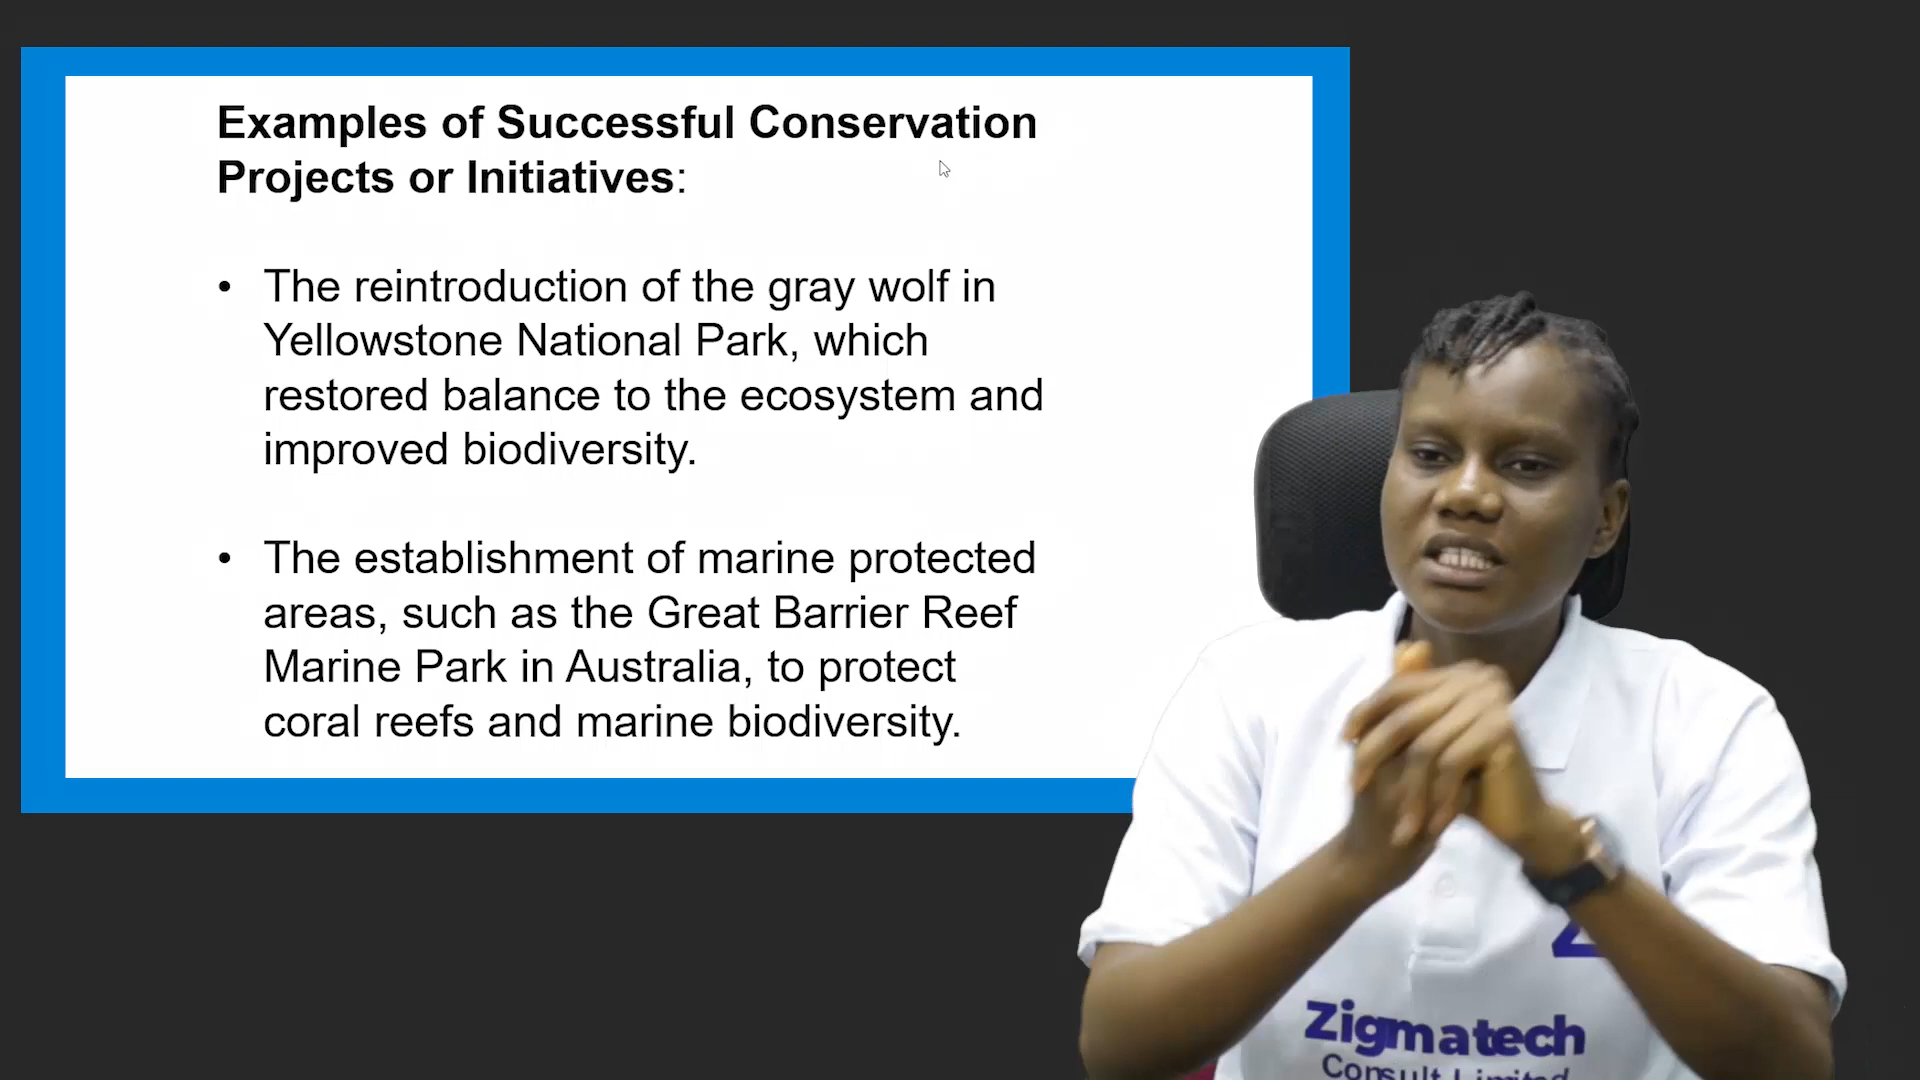 Examples of Successful Conservation
Projects or Initiatives:
• The reintroduction of the gray wolf in
Yellowstone National Park, which
restored balance to the ecosystem and
improved biodiversity.
• The establishment of marine protected
areas, such as the Great Barrier Reef
Marine Park in Australia, to protect
coral reefs and marine biodiversity.
Zigmatech
Consult Limited